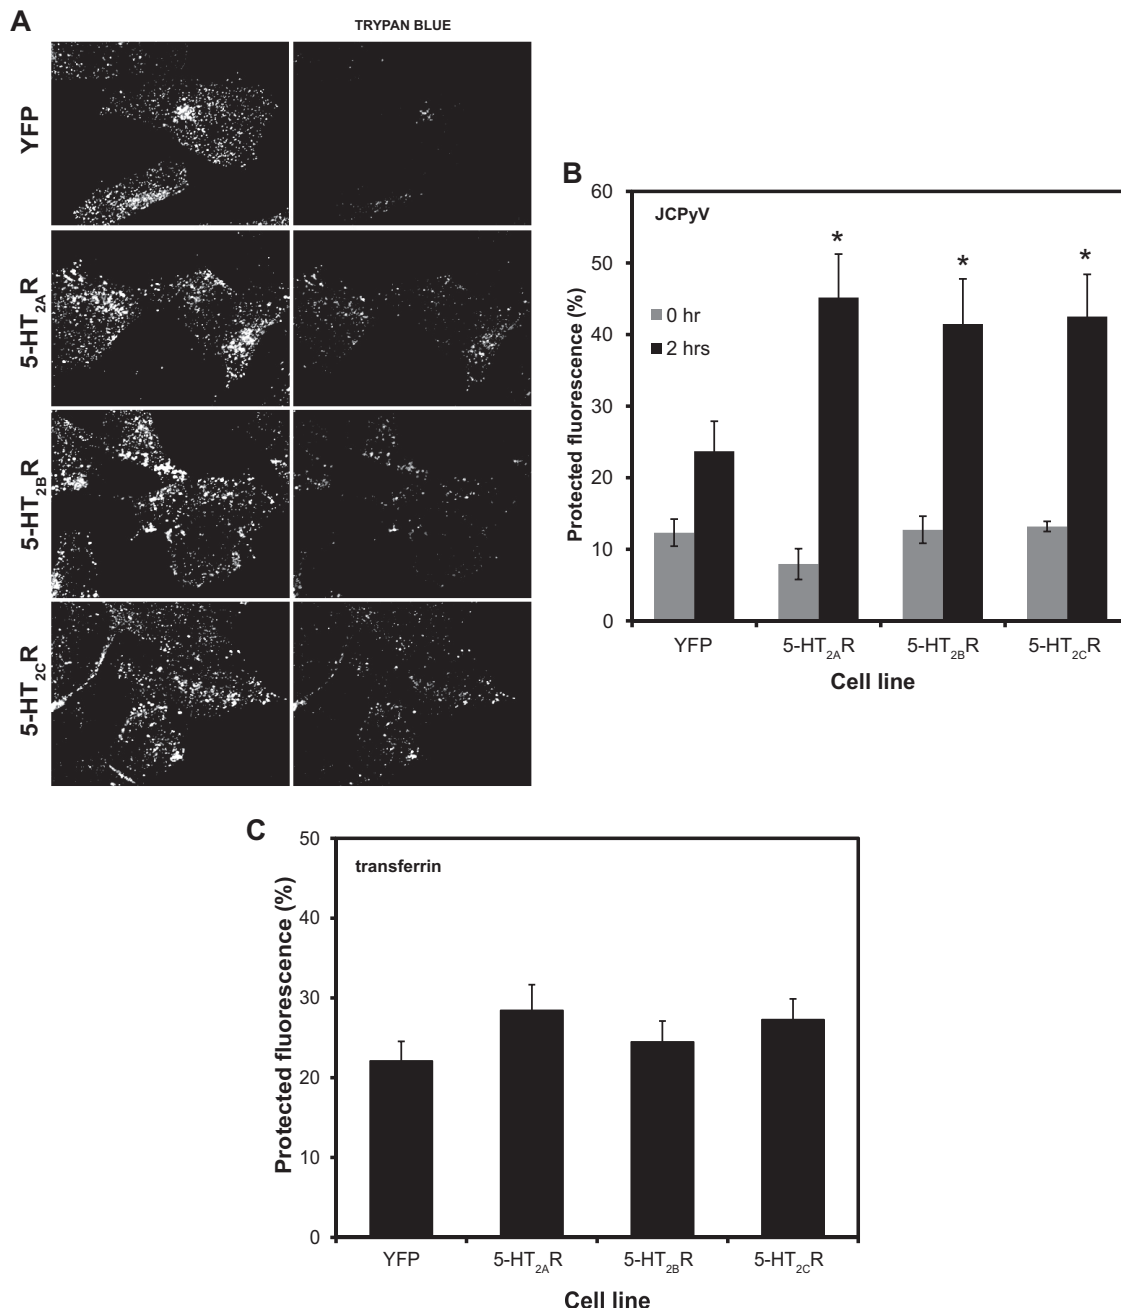 A
TRYPAN BLUE
YFP
5-HT2AR
5-HT2BR
5-HT2CR
B
Protected fluorescence (%)
60
50
40
30
20
10
0
JCPyV
0 hr
2 hrs
*
*
*
YFP
5-HT2AR
5-HT2BR
5-HT2CR
Cell line
C
Protected fluorescence (%)
50
40
30
20
10
0
transferrin
YFP
5-HT2AR
5-HT2BR
5-HT2CR
Cell line